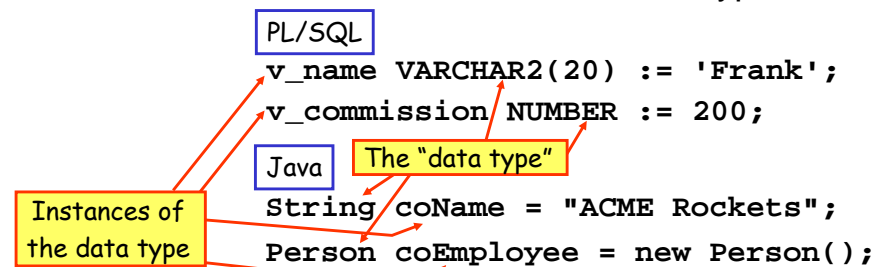 PL/SQL
v_name VARCHAR2(20) := 'Frank';
v_commission NUMBER := 200;
Java
The “data type”
String coName = "ACME Rockets";
Instances of
the data type
Person coEmployee = new Person();